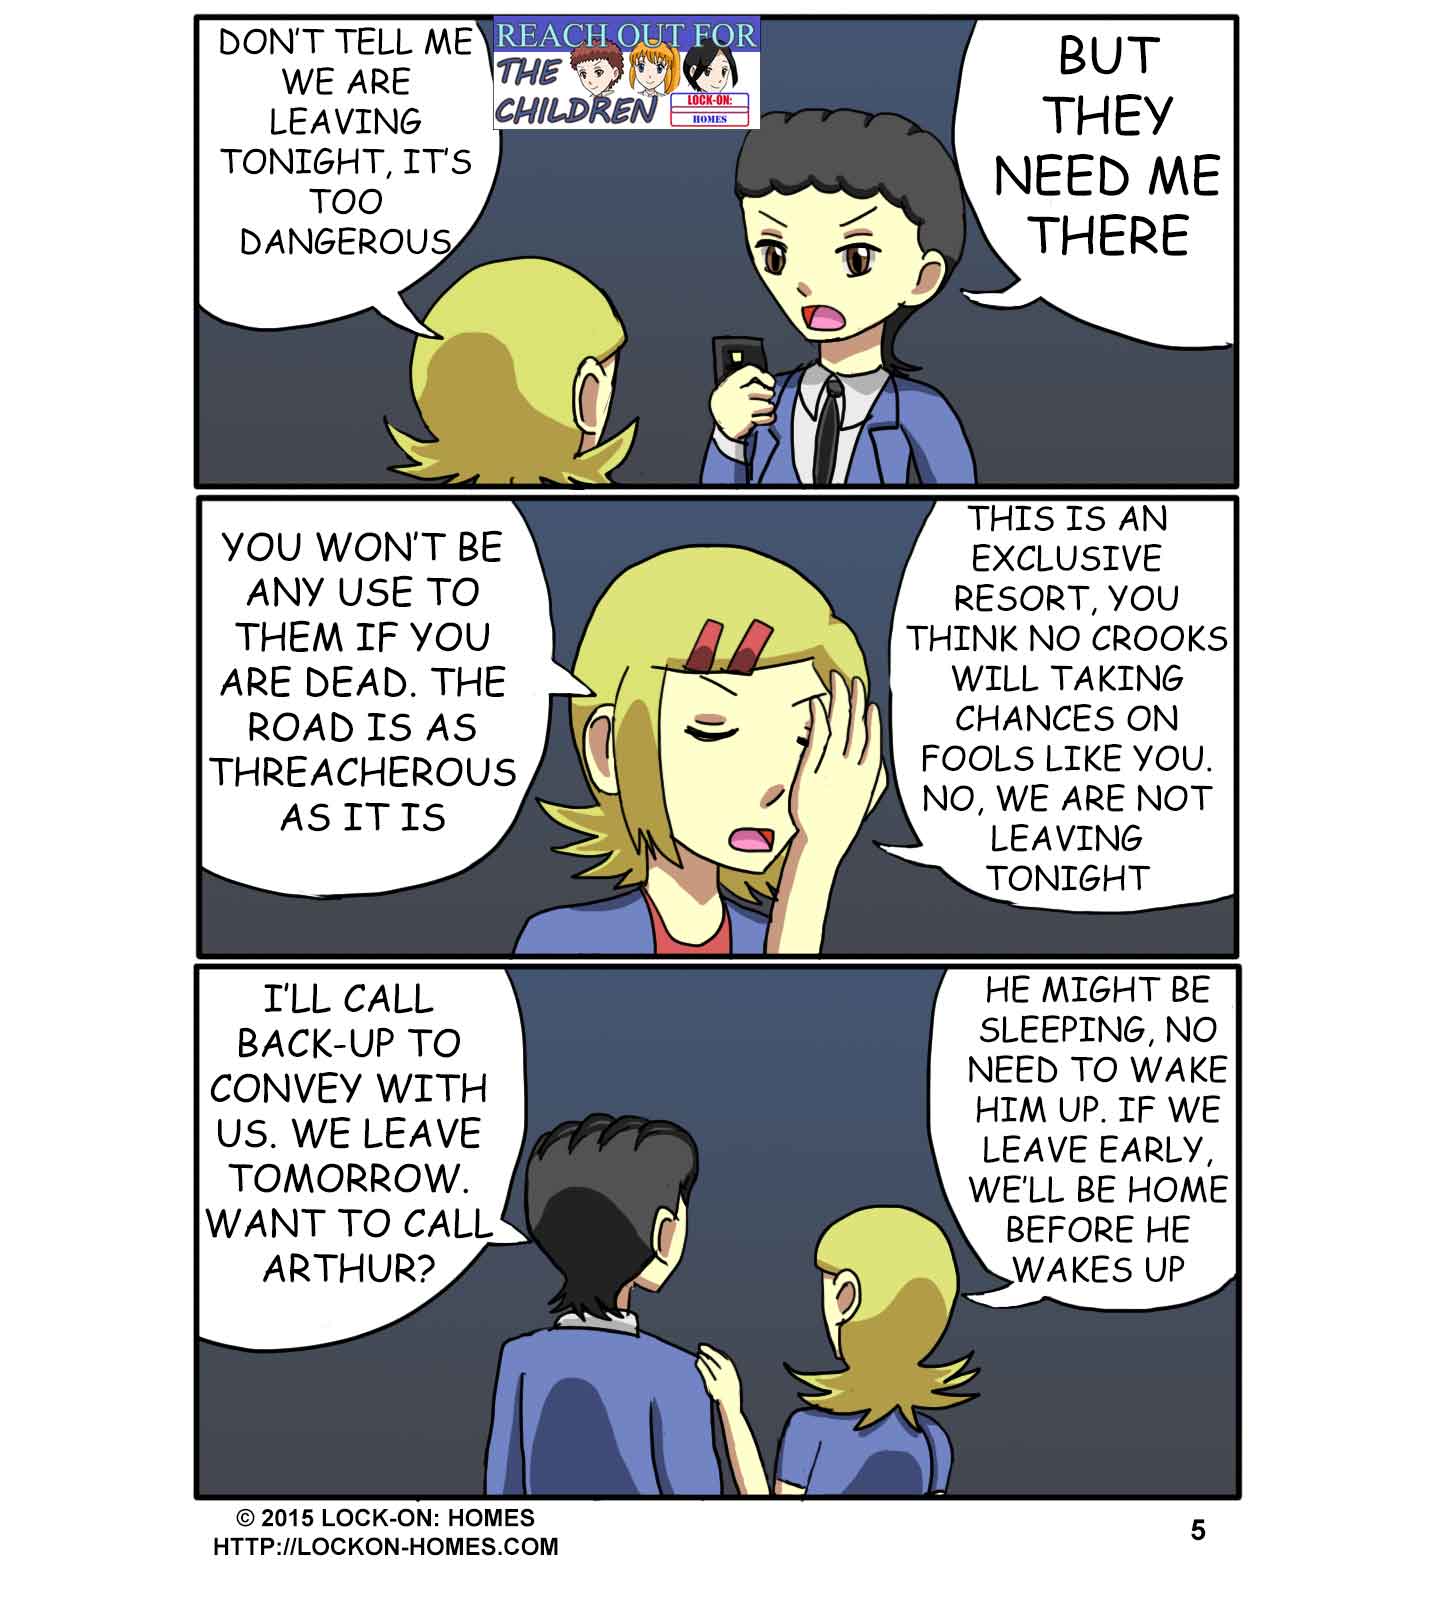 REACH OUT FOR
THE
CHILDREN
LOCK-ON:
HOMES
DON'T TELL ME
WE ARE
LEAVING
TONIGHT, IT'S
TOO
DANGEROUS
BUT
THEY
NEED ME
THERE
YOU WON'T BE
ANY USE TO
THEM IF YOU
ARE DEAD. THE
ROAD IS AS
THREACHEROUS
AS IT IS
THIS IS AN
EXCLUSIVE
RESORT, YOU
THINK NO CROOKS
WILL TAKING
CHANCES ON
FOOLS LIKE YOU.
NO, WE ARE NOT
LEAVING
TONIGHT
I'LL CALL
BACK-UP TO
CONVEY WITH
US. WE LEAVE
TOMORROW.
WANT TO CALL
ARTHUR?
HE MIGHT BE
SLEEPING, NO
NEED TO WAKE
HIM UP. IF WE
LEAVE EARLY,
WE'LL BE HOME
BEFORE HE
WAKES UP
© 2015 LOCK-ON: HOMES
HTTP://LOCKON-HOMES.COM
5